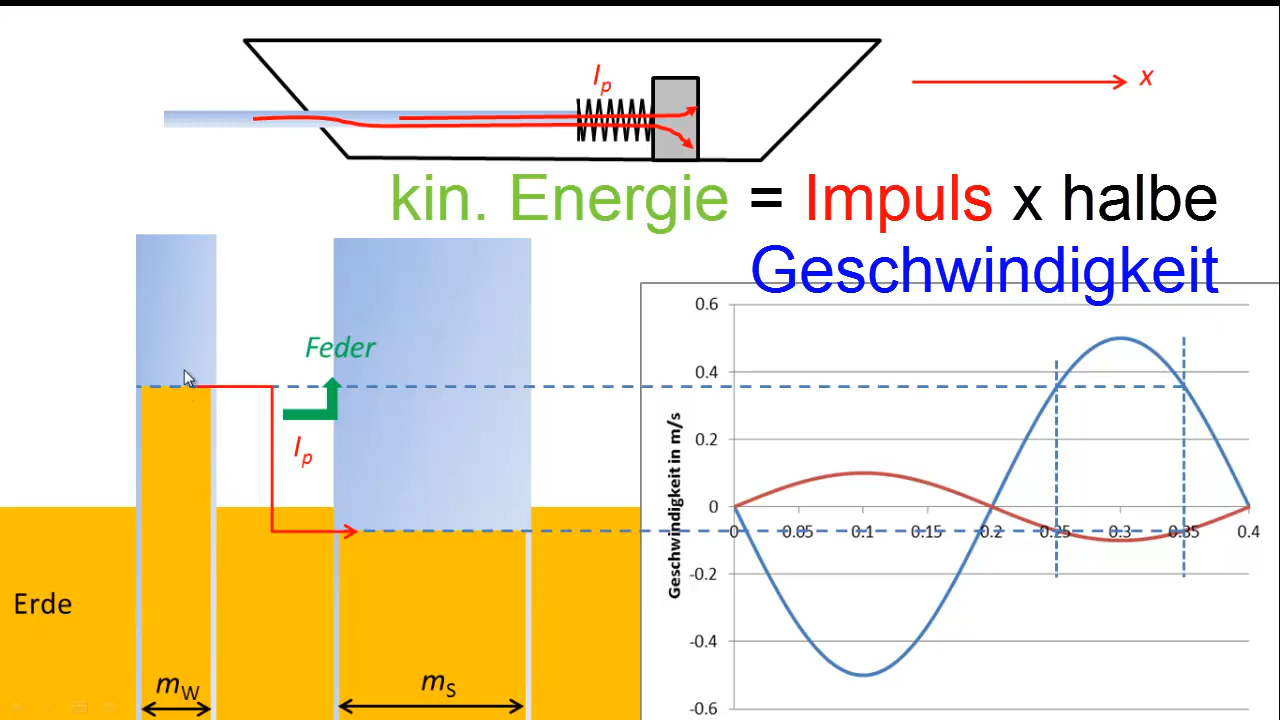 I_p
x
kin. Energie = Impuls x halbe
Geschwindigkeit
Feder
I_p
Erde
m_W
m_S
Geschwindigkeit in m/s
0.6
0.4
0.2
0
-0.2
-0.4
-0.6
0 0.05 0.1 0.15 0.2 0.25 0.3 0.35 0.4